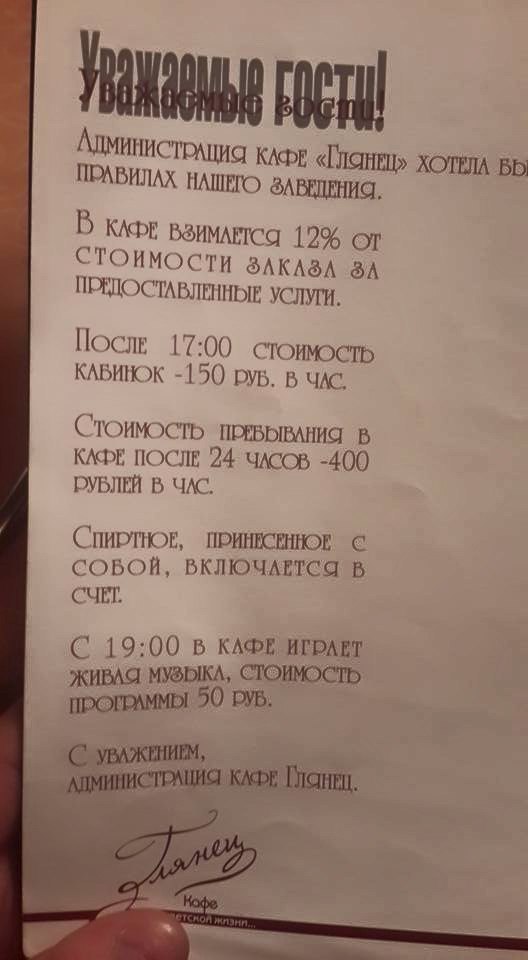 Уважаемые гости!
Уважаемые гости!
Администрация кафе «Глянец» хотела бы
правилах нашего заведения.
В кафе взимается 12% от
стоимости заказа за
предоставленные услуги.
После 17:00 стоимость
кабинок -150 руб. в час.
Стоимость пребывания в
кафе после 24 часов -400
рублей в час.
Спиртное, принесенное с
собой, включается в
счет.
С 19:00 в кафе играет
живая музыка, стоимость
программы 50 руб.
С уважением,
администрация кафе Глянец.
Глянец
Кафе
жизни...